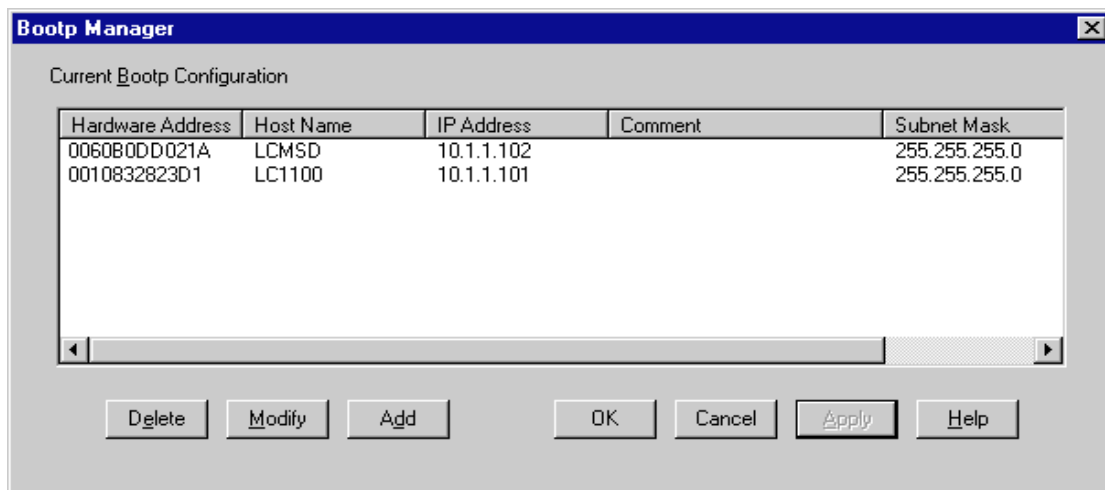 Bootp Manager
Current Bootp Configuration
Hardware Address Host Name IP Address Comment Subnet Mask
0060B0DD021A LCMSD 10.1.1.102 255.255.255.0
0010832823D1 LC1100 10.1.1.101 255.255.255.0
Delete Modify Add OK Cancel Apply Help